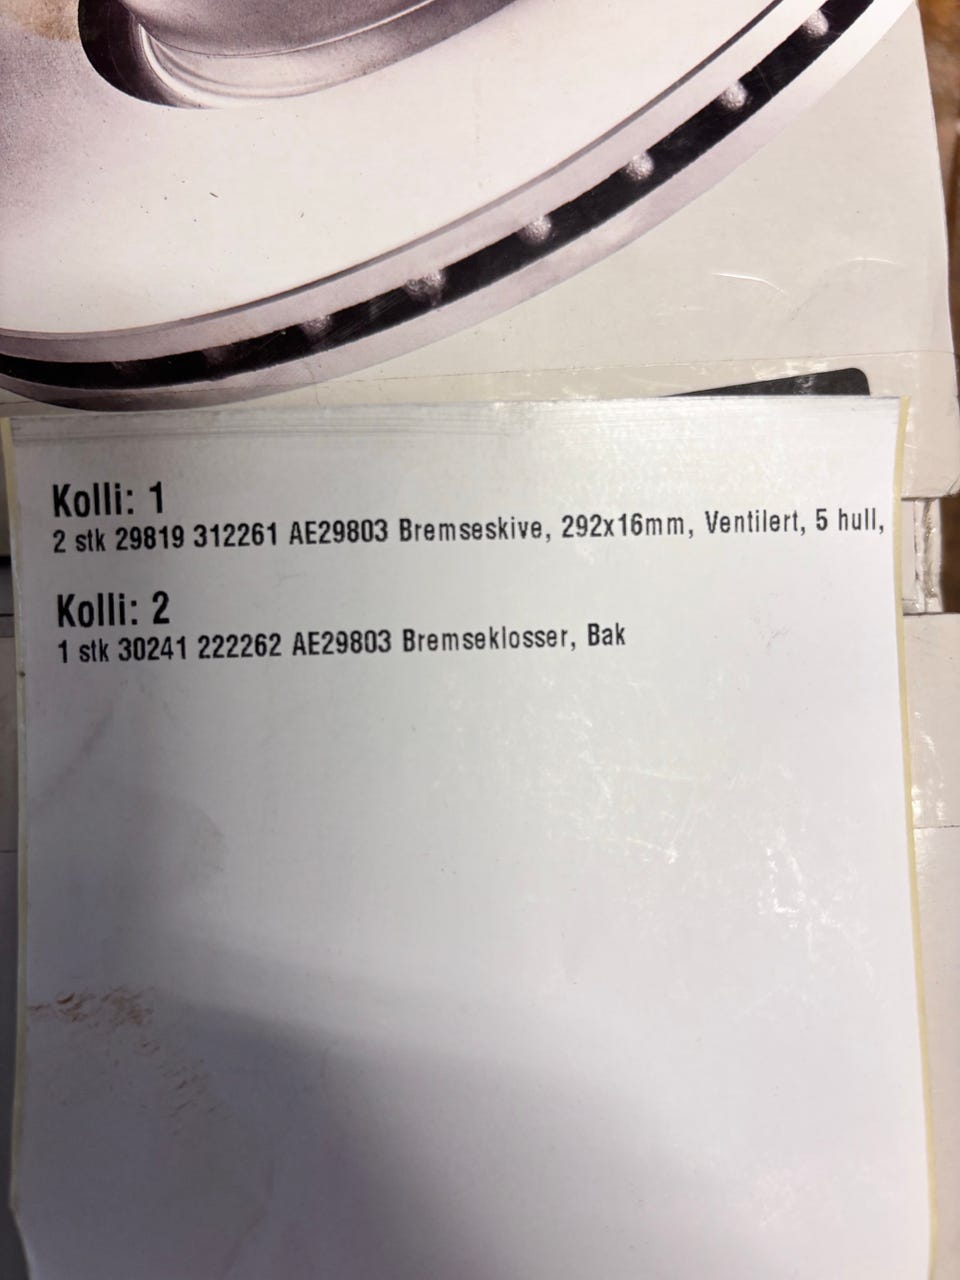 Kolli: 1
2 stk 29819 312261 AE29803 Bremseskive, 292x16mm, Ventilert, 5 hull,
Kolli: 2
1 stk 30241 222262 AE29803 Bremseklosser, Bak